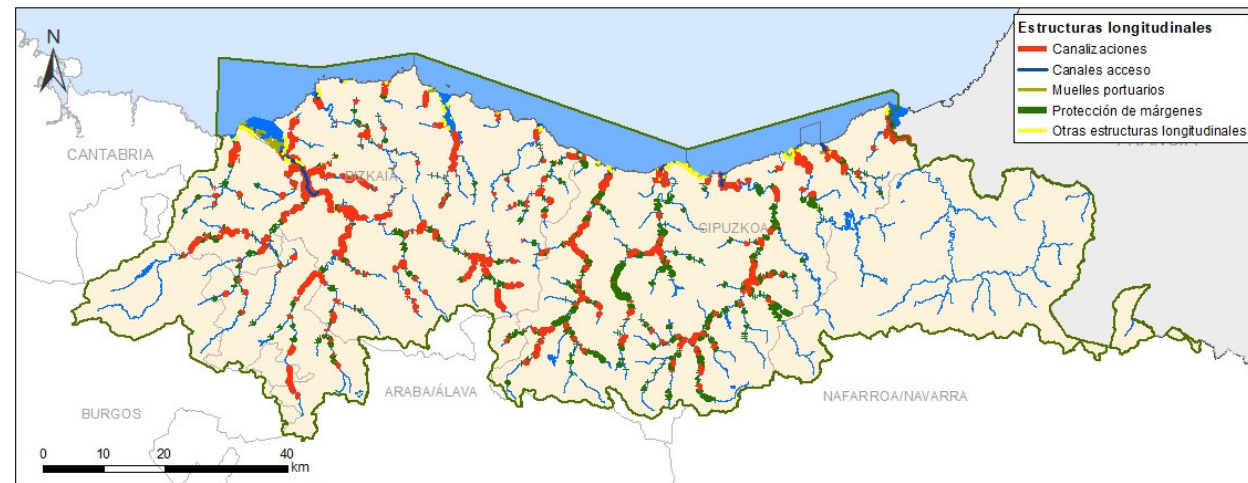 Estructuras longitudinales
Canalizaciones
Canales acceso
Muelles portuarios
Protección de márgenes
Otras estructuras longitudinales
N
CANTABRIA
BIZKAIA
GIPUZKOA
ARABA/ÁLAVA
NAFARROA/NAVARRA
BURGOS
0 10 20 40
km